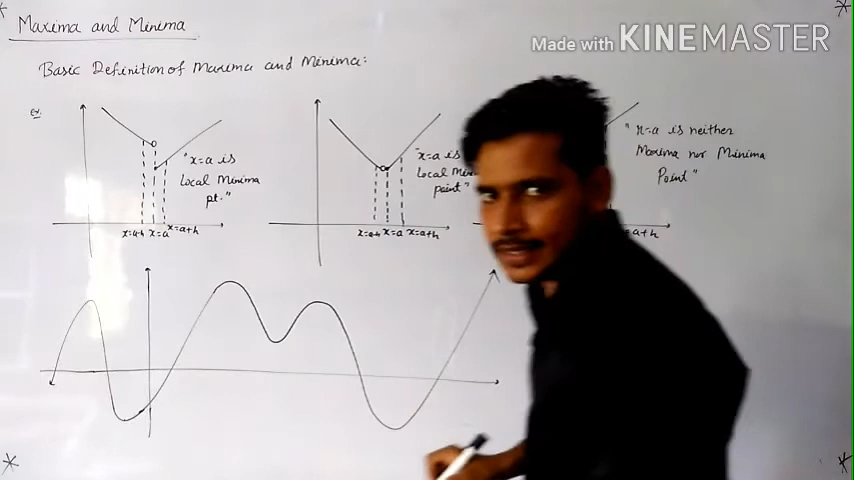 Maxima and Minima
Made with KINEMASTER
Basic Definition of Maxima and Minima:
Ex.
"x=a is
Local Minima
pt."
x=a-h x=a x=a+h
"x=a is
Local
point"
x=a-h x=a x=a+h
"x=a is neither
Maxima nor Minima
Point"
a+h